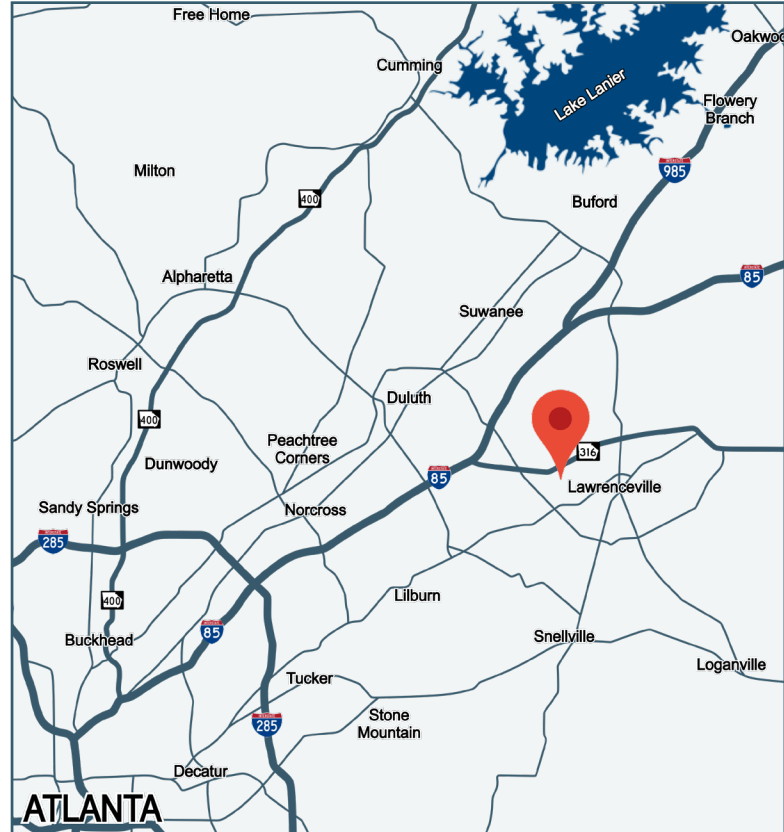 Free Home
Oakwoo
Cumming
Lake Lanier
Flowery
Branch
Milton
985
400
Buford
Alpharetta
85
Suwanee
Roswell
Duluth
400
Peachtree
Corners
Dunwoody
316
85
Lawrenceville
Sandy Springs
Norcross
285
Lilburn
400
85
Buckhead
Snellville
Loganville
Tucker
285
Stone
Mountain
Decatur
ATLANTA